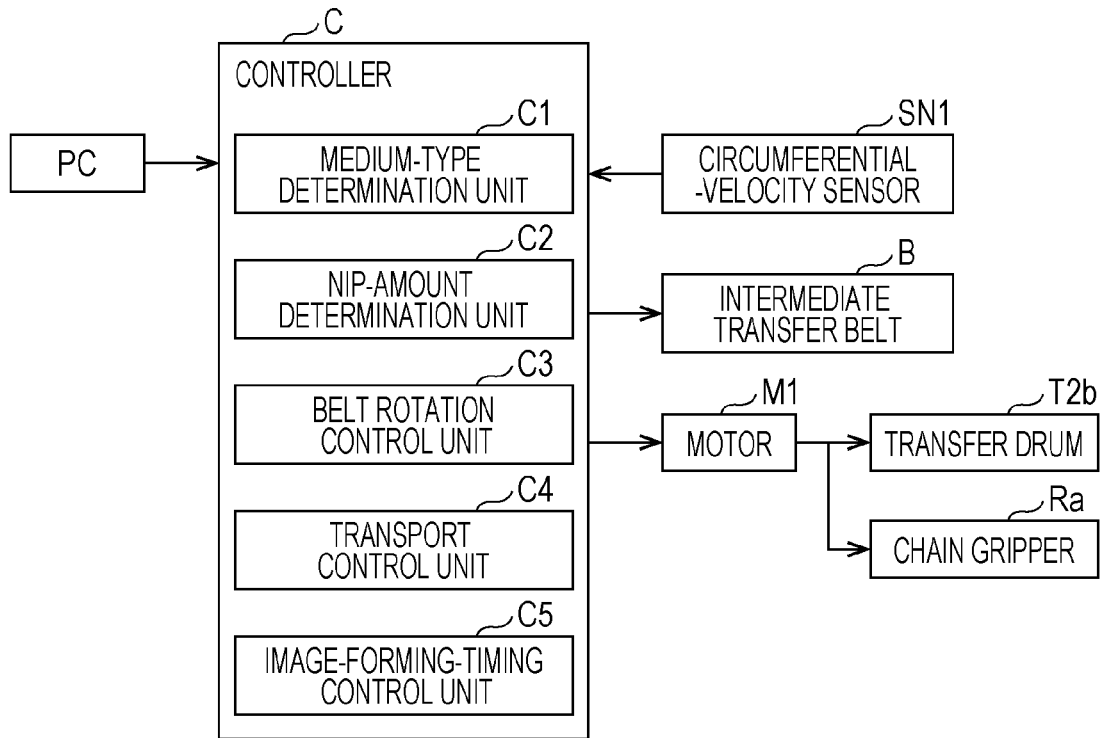 C
CONTROLLER
PC
C1
MEDIUM-TYPE
DETERMINATION UNIT
C2
NIP-AMOUNT
DETERMINATION UNIT
C3
BELT ROTATION
CONTROL UNIT
C4
TRANSPORT
CONTROL UNIT
C5
IMAGE-FORMING-TIMING
CONTROL UNIT
SN1
CIRCUMFERENTIAL
-VELOCITY SENSOR
B
INTERMEDIATE
TRANSFER BELT
M1
MOTOR
T2b
TRANSFER DRUM
Ra
CHAIN GRIPPER